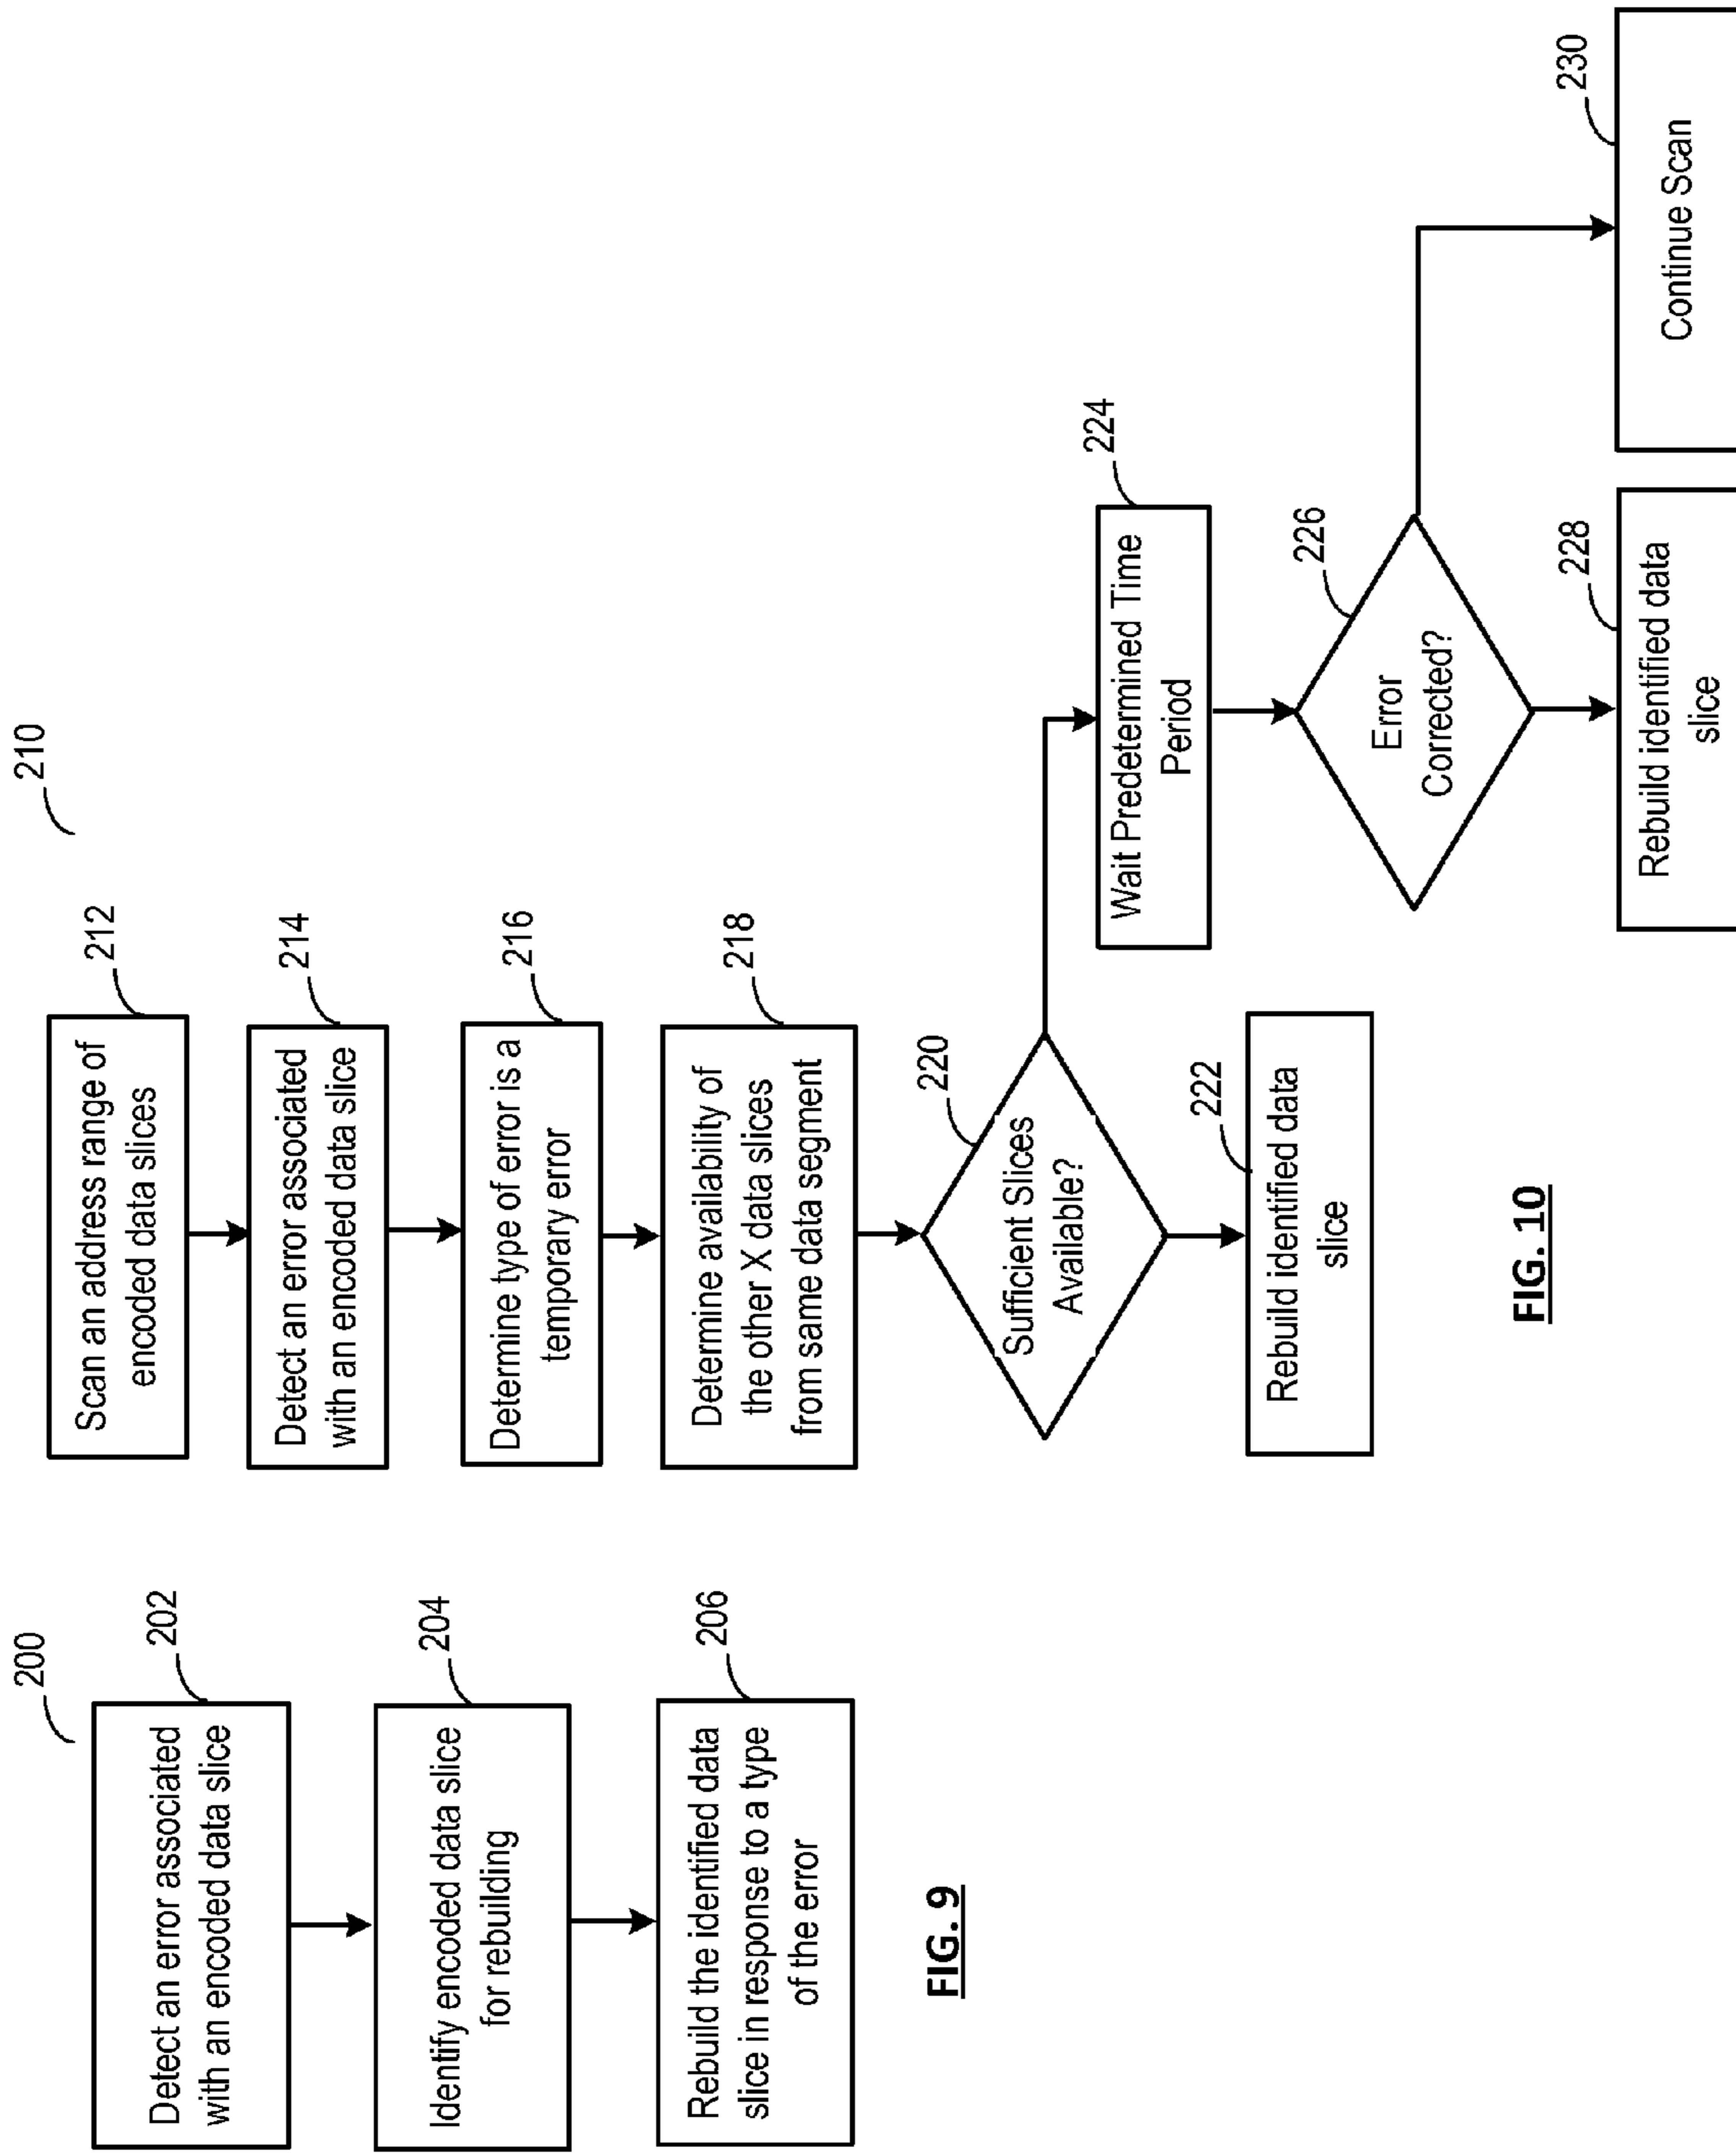 200
202
Detect an error associated
with an encoded data slice
204
Identify encoded data slice
for rebuilding
206
Rebuild the identified data
slice in response to a type
of the error
FIG. 9
210
212
Scan an address range of
encoded data slices
214
Detect an error associated
with an encoded data slice
216
Determine type of error is a
temporary error
218
Determine availability of
the other X data slices
from same data segment
220
Sufficient Slices
Available?
222
Rebuild identified data
slice
224
Wait Predetermined Time
Period
226
Error
Corrected?
228
Rebuild identified data
slice
230
Continue Scan
FIG. 10